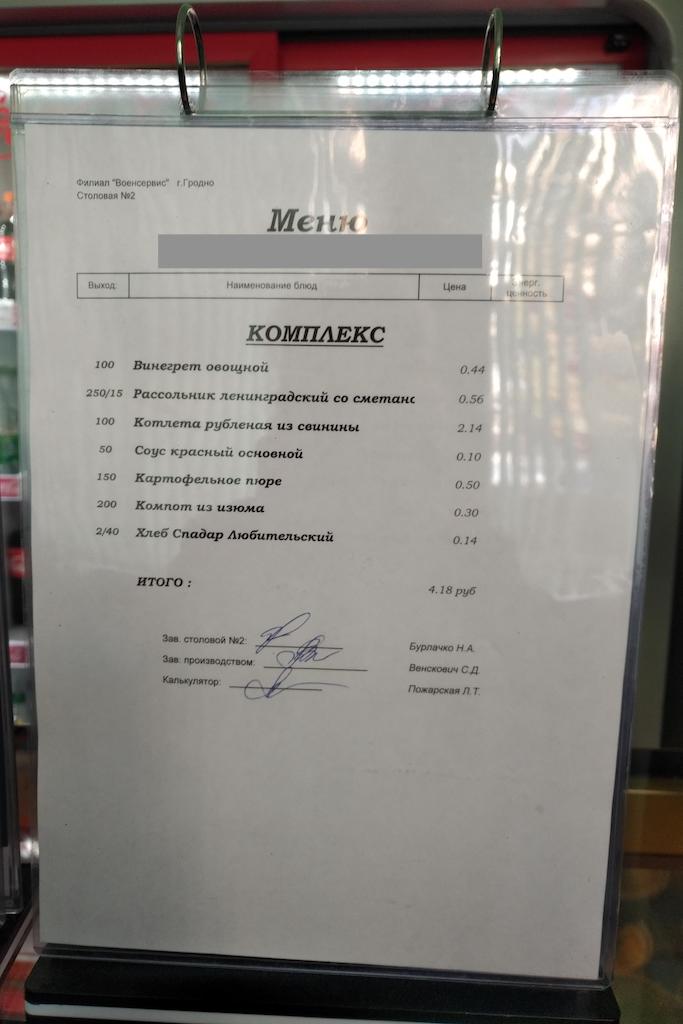 Филиал "Военсервис" г.Гродно
Столовая №2
Меню
Выход: Наименование блюд Цена Энерг. ценность
КОМПЛЕКС
100 Винегрет овощной 0.44
250/15 Рассольник ленинградский со сметанс 0.56
100 Котлета рубленая из свинины 2.14
50 Соус красный основной 0.10
150 Картофельное пюре 0.50
200 Компот из изюма 0.30
2/40 Хлеб Спадар Любительский 0.14
ИТОГО : 4.18 руб
Зав. столовой №2: Бурлачко Н.А.
Зав. производством: Венскович С.Д.
Калькулятор: Пожарская Л.Т.